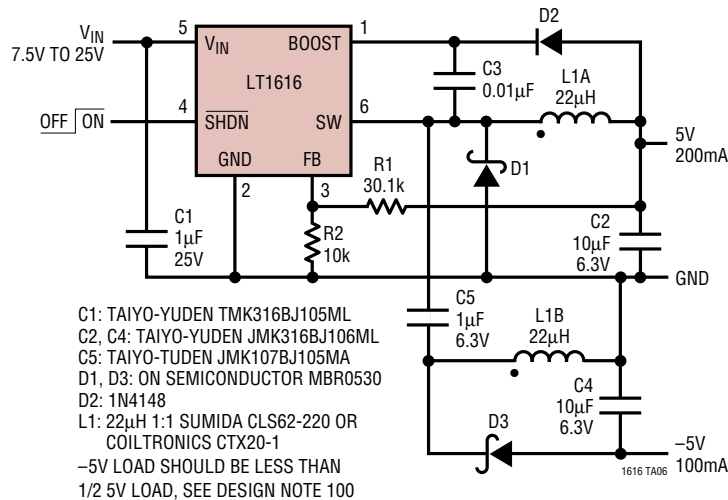 VIN
7.5V TO 25V
5
VIN
BOOST
1
D2
LT1616
C3
0.01µF
L1A
22µH
OFF ON
4
SHDN
SW
6
5V
200mA
GND
FB
2
3
R1
30.1k
D1
C1
1µF
25V
R2
10k
C2
10µF
6.3V
GND
C5
1µF
6.3V
L1B
22µH
C4
10µF
6.3V
D3
–5V
100mA
C1: TAIYO-YUDEN TMK316BJ105ML
C2, C4: TAIYO-YUDEN JMK316BJ106ML
C5: TAIYO-TUDEN JMK107BJ105MA
D1, D3: ON SEMICONDUCTOR MBR0530
D2: 1N4148
L1: 22µH 1:1 SUMIDA CLS62-220 OR
COILTRONICS CTX20-1
–5V LOAD SHOULD BE LESS THAN
1/2 5V LOAD, SEE DESIGN NOTE 100
1616 TA06